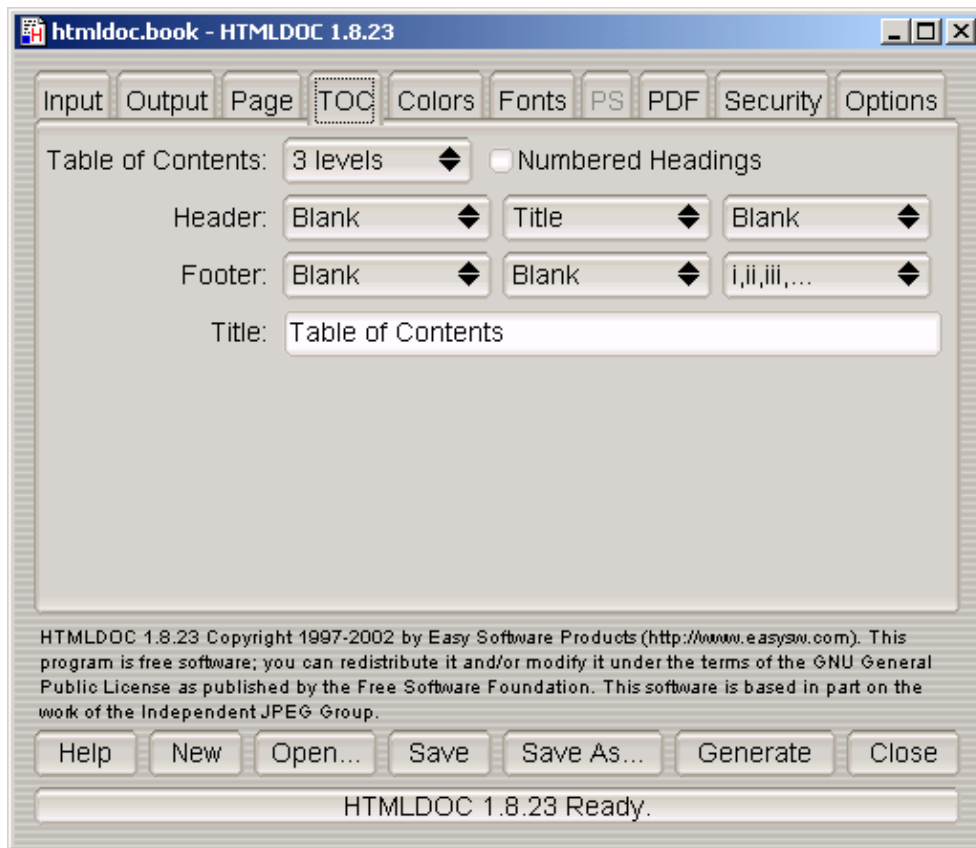 htmldoc.book - HTMLDOC 1.8.23
Input Output Page TOC Colors Fonts PS PDF Security Options
Table of Contents: 3 levels Numbered Headings
Header: Blank Title Blank
Footer: Blank Blank i,ii,iii,...
Title: Table of Contents
HTMLDOC 1.8.23 Copyright 1997-2002 by Easy Software Products (http://www.easysw.com). This
program is free software; you can redistribute it and/or modify it under the terms of the GNU General
Public License as published by the Free Software Foundation. This software is based in part on the
work of the Independent JPEG Group.
Help New Open... Save Save As... Generate Close
HTMLDOC 1.8.23 Ready.